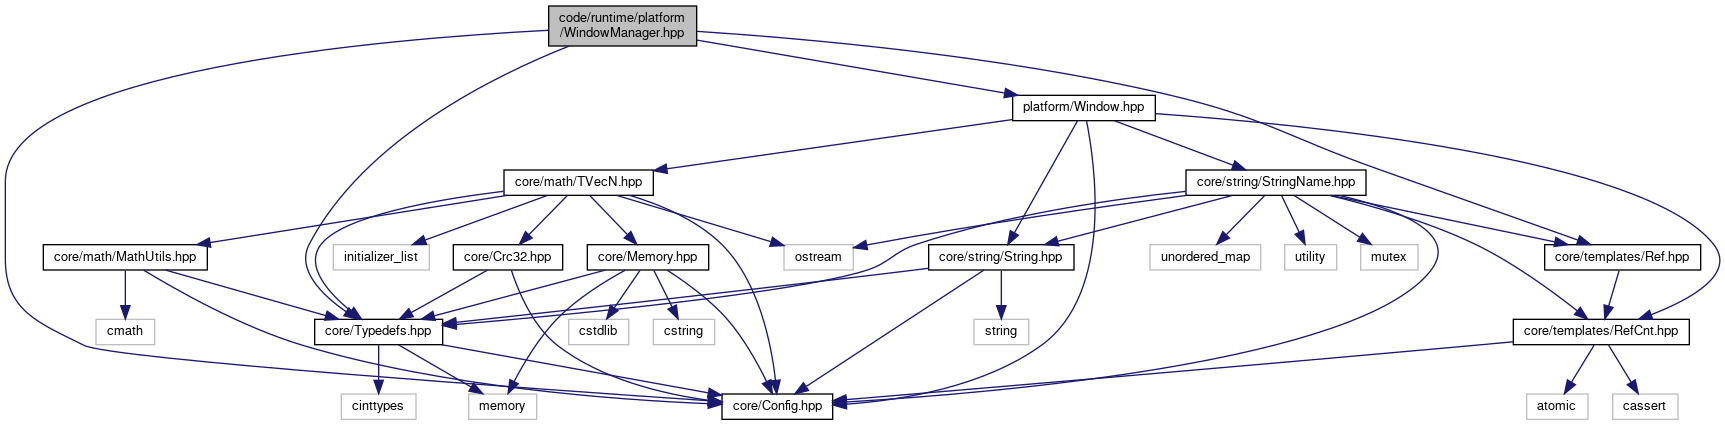 code/runtime/platform
/WindowManager.hpp
platform/Window.hpp
core/math/TVecN.hpp
core/string/StringName.hpp
core/math/MathUtils.hpp
initializer_list
core/Crc32.hpp
core/Memory.hpp
ostream
core/string/String.hpp
unordered_map
utility
mutex
core/templates/Ref.hpp
cmath
core/Typedefs.hpp
cstdlib
cstring
string
core/templates/RefCnt.hpp
cinttypes
memory
core/Config.hpp
atomic
cassert